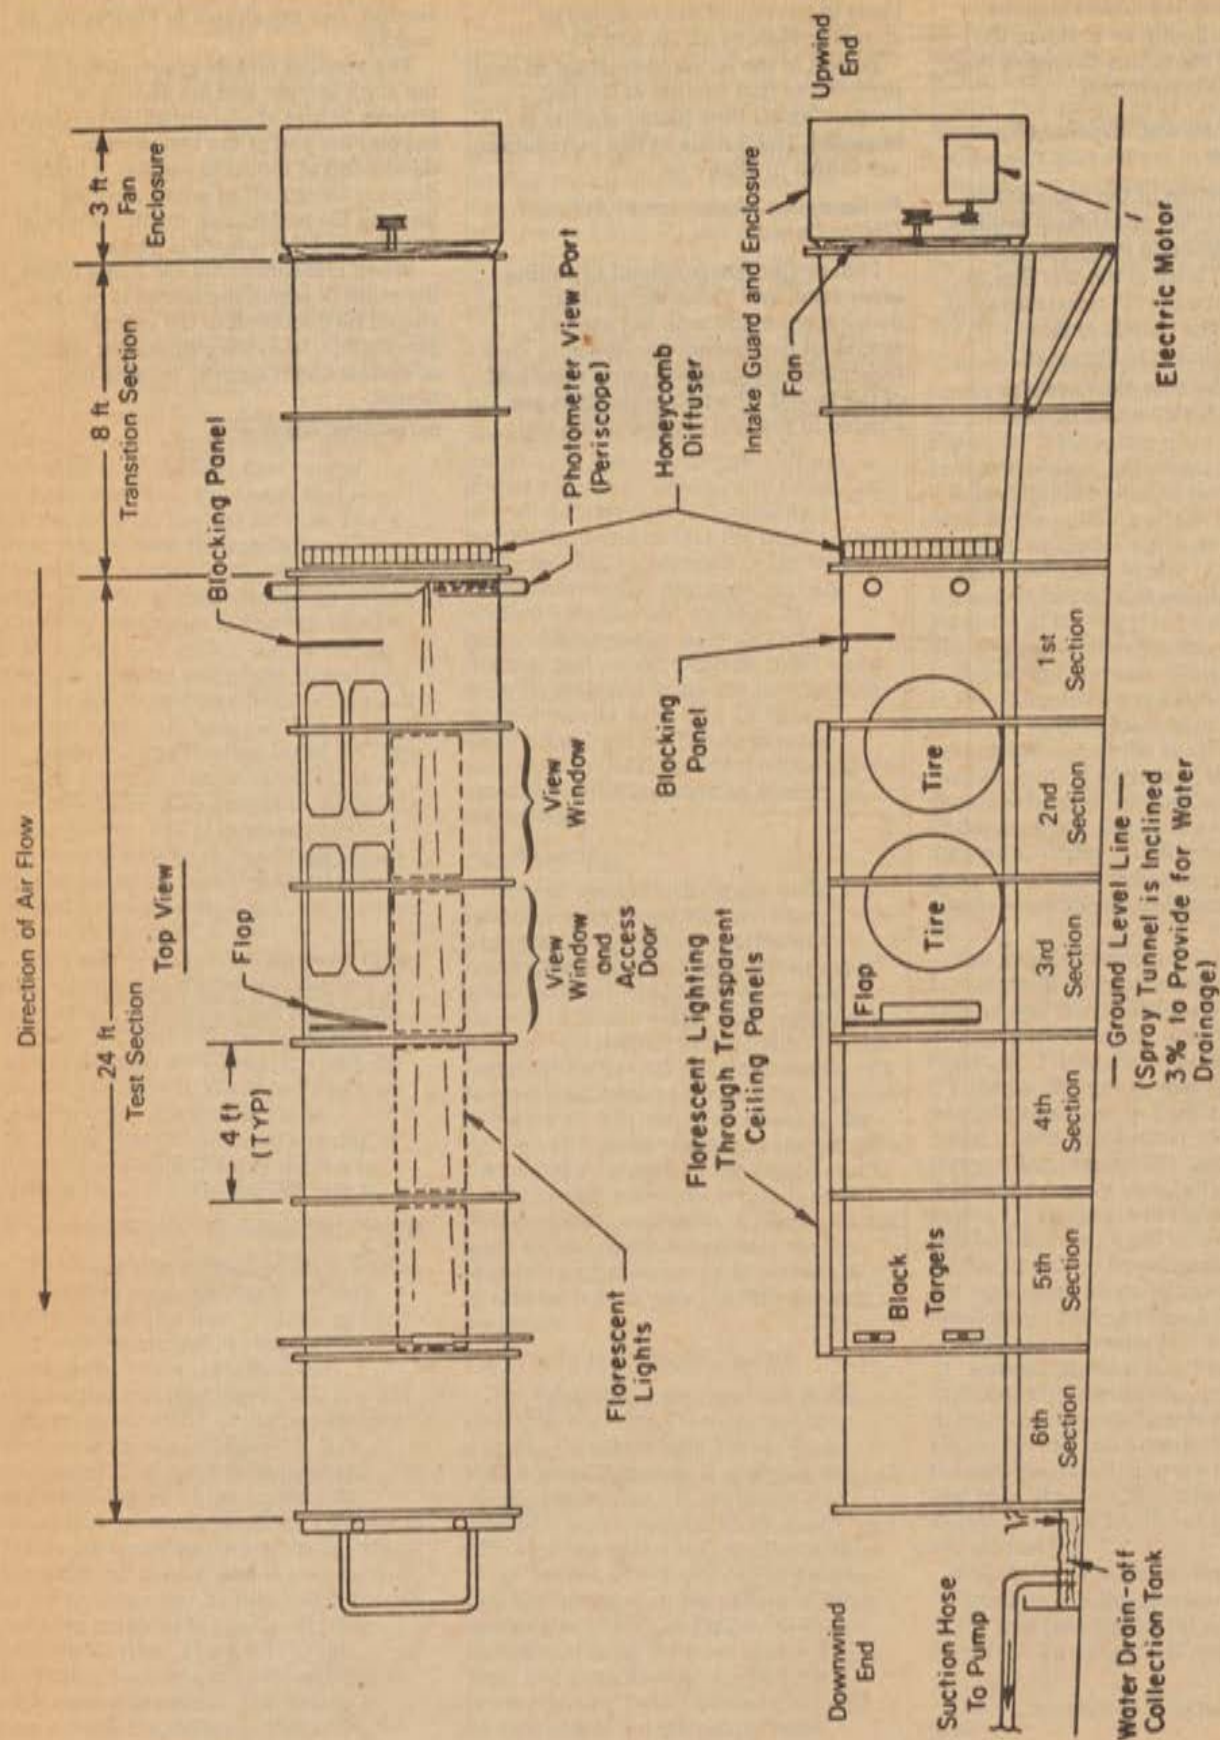 Direction of Air Flow
24 ft
Test Section
8 ft
Transition Section
3 ft
Fan
Enclosure
Top View
4 ft
(TYP)
Flap
Blocking Panel
Photometer View Port
(Periscope)
View
Window
View
Window
and
Access
Door
Florescent
Lights
Honeycomb
Diffuser
Downwind
End
Upwind
End
Suction Hose
To Pump
Water Drain-off
Collection Tank
Florescent Lighting
Through Transparent
Ceiling Panels
Blocking
Panel
Intake Guard and Enclosure
Fan
Electric Motor
Black
Targets
Flap
Tire
Tire
6th
Section
5th
Section
4th
Section
3rd
Section
2nd
Section
1st
Section
— Ground Level Line —
(Spray Tunnel is Inclined
3% to Provide for Water
Drainage)